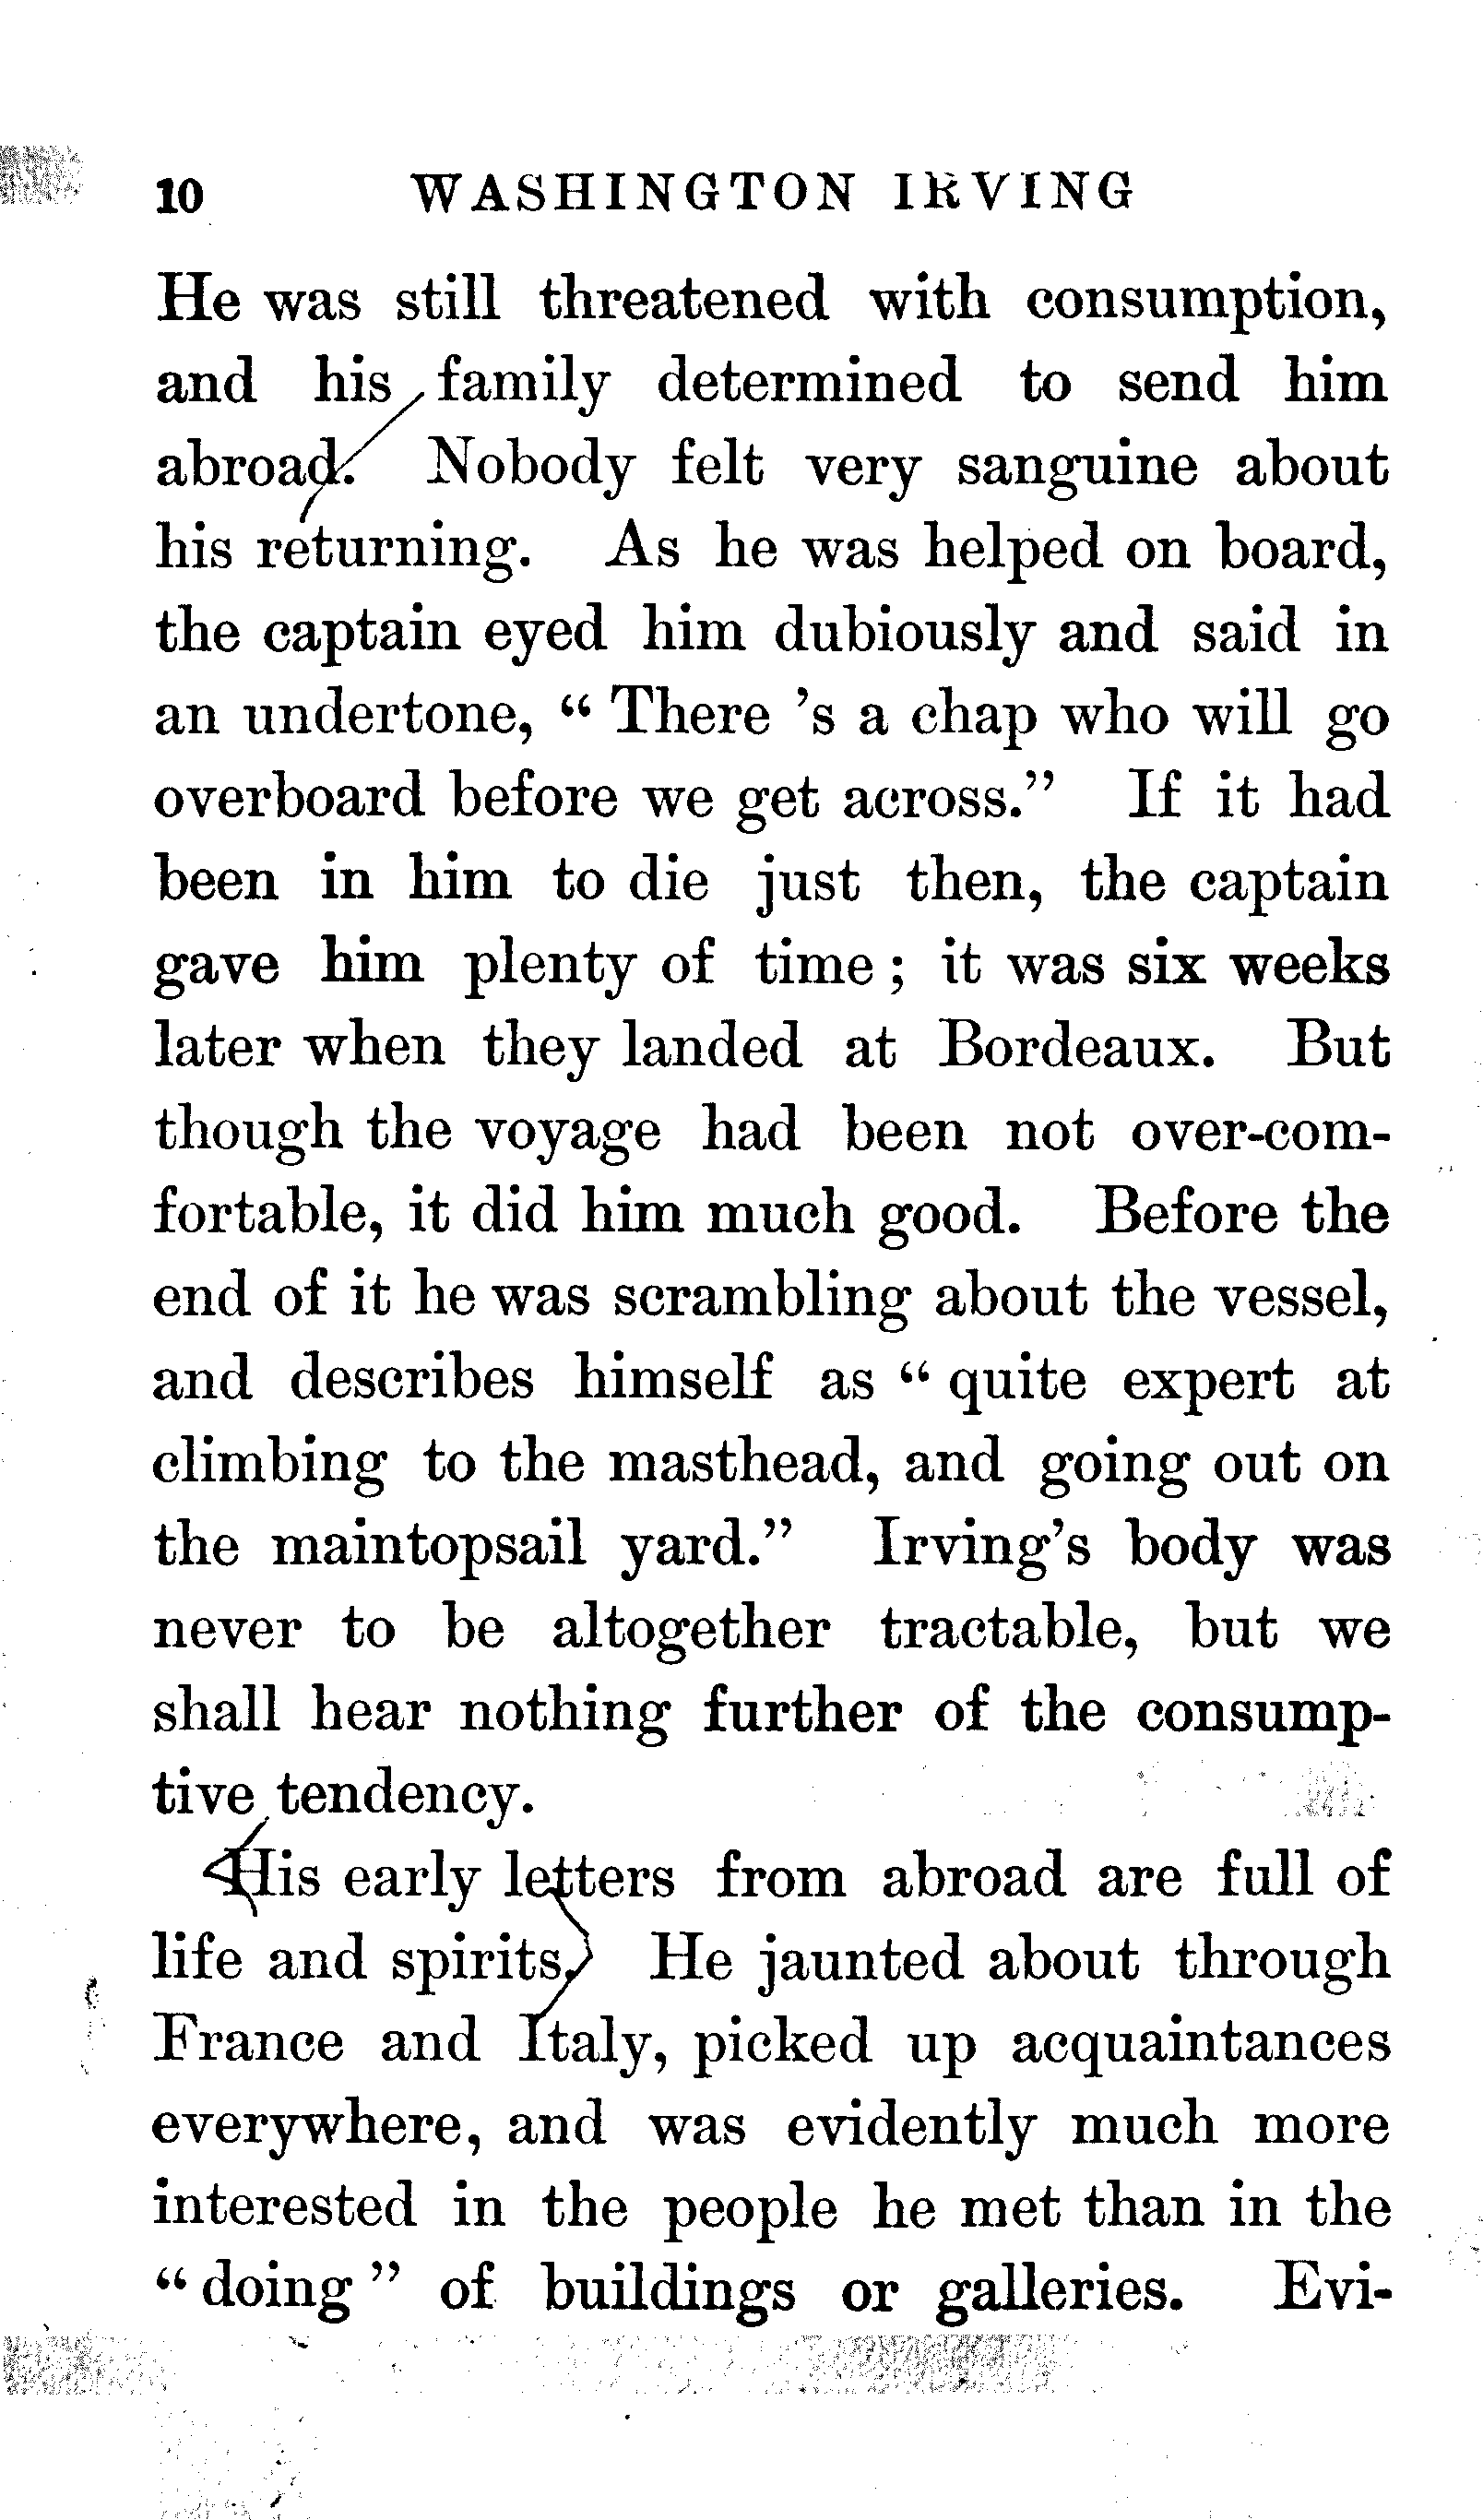 10 WASHINGTON IRVING
He was still threatened with consumption,
and his family determined to send him
abroad. Nobody felt very sanguine about
his returning. As he was helped on board,
the captain eyed him dubiously and said in
an undertone, “ There ’s a chap who will go
overboard before we get across.” If it had
been in him to die just then, the captain
gave him plenty of time ; it was six weeks
later when they landed at Bordeaux. But
though the voyage had been not over-com-
fortable, it did him much good. Before the
end of it he was scrambling about the vessel,
and describes himself as “ quite expert at
climbing to the masthead, and going out on
the maintopsail yard.” Irving’s body was
never to be altogether tractable, but we
shall hear nothing further of the consump-
tive tendency.
His early letters from abroad are full of
life and spirits. He jaunted about through
France and Italy, picked up acquaintances
everywhere, and was evidently much more
interested in the people he met than in the
“ doing ” of buildings or galleries. Evi-